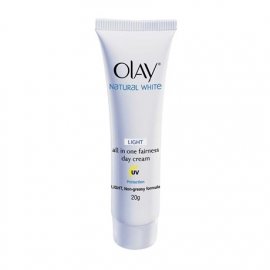 OLAY
NATURAL WHITE
LIGHT
all in one fairness
day cream
UV
Protection
LIGHT, Non-greasy formula
20g